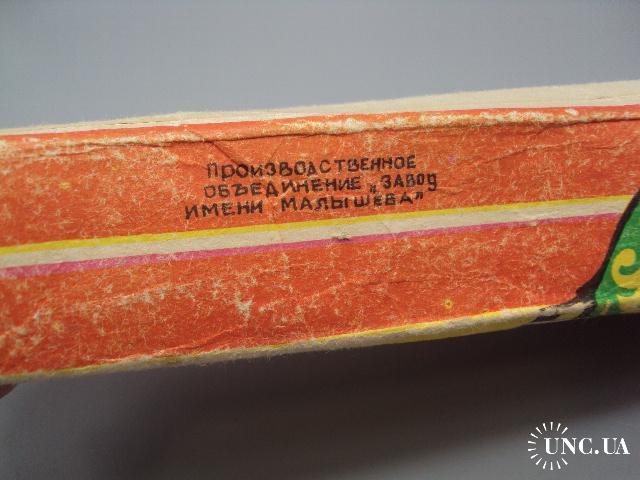 ПРОИЗВОДСТВЕННОЕ
ОБЪЕДИНЕНИЕ „ЗАВОД
ИМЕНИ МАЛЫШЕВА"
UNC.UA